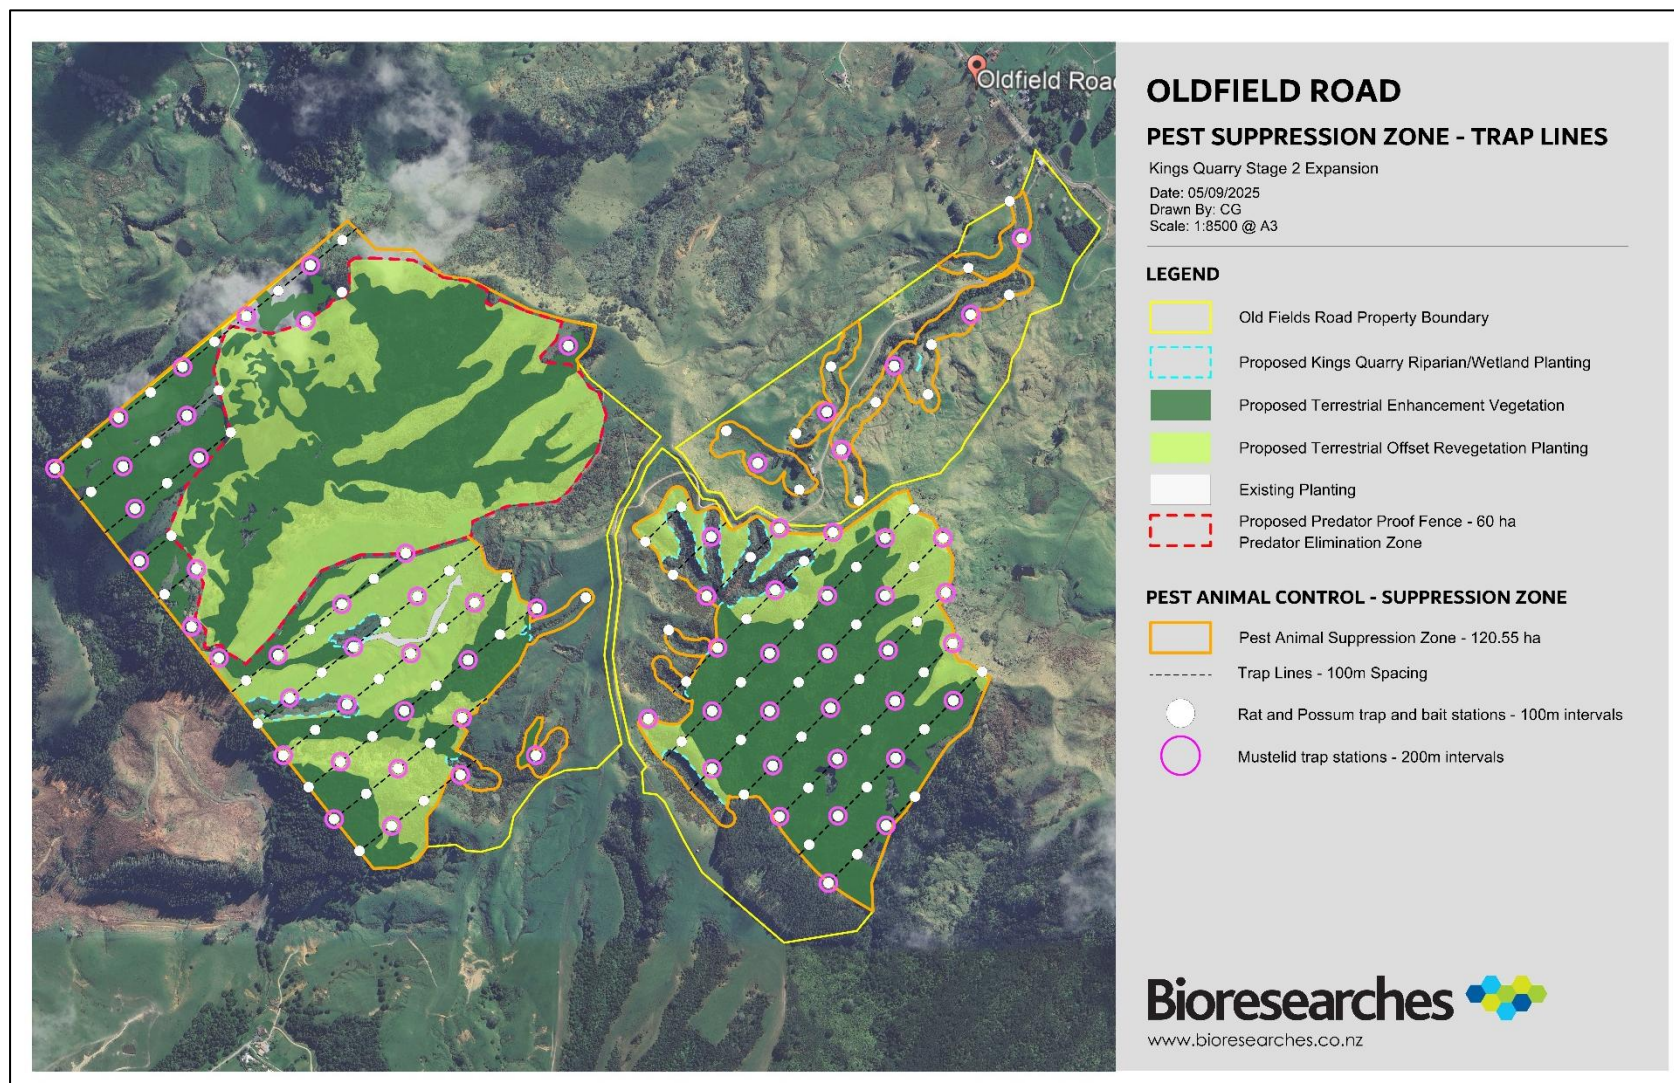 Oldfield Road
OLDFIELD ROAD
PEST SUPPRESSION ZONE - TRAP LINES
Kings Quarry Stage 2 Expansion
Date: 05/09/2025
Drawn By: CG
Scale: 1:8500 @ A3
LEGEND
Old Fields Road Property Boundary
Proposed Kings Quarry Riparian/Wetland Planting
Proposed Terrestrial Enhancement Vegetation
Proposed Terrestrial Offset Revegetation Planting
Existing Planting
Proposed Predator Proof Fence - 60 ha
Predator Elimination Zone
PEST ANIMAL CONTROL - SUPPRESSION ZONE
Pest Animal Suppression Zone - 120.55 ha
Trap Lines - 100m Spacing
Rat and Possum trap and bait stations - 100m intervals
Mustelid trap stations - 200m intervals
Bioresearches
www.bioresearches.co.nz